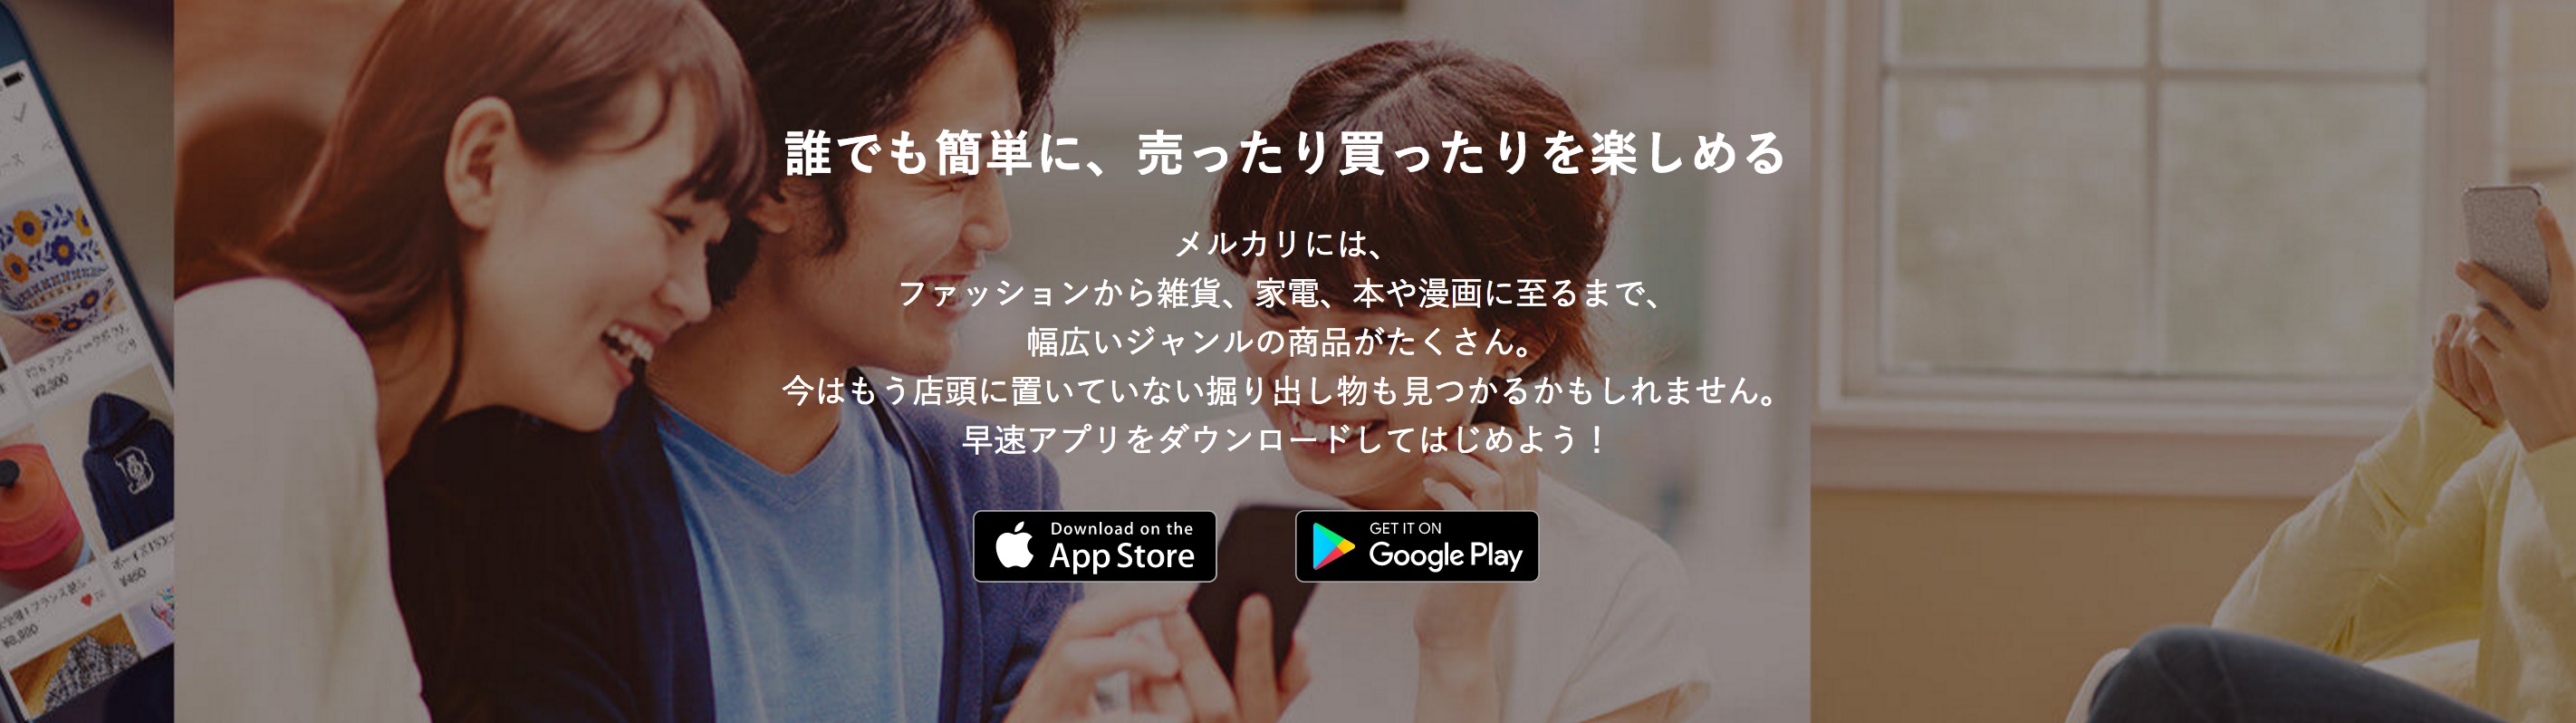 誰でも簡単に、売ったり買ったりを楽しめる
メルカリには、
ファッションから雑貨、家電、本や漫画に至るまで、
幅広いジャンルの商品がたくさん。
今はもう店頭に置いていない掘り出し物も見つかるかもしれません。
早速アプリをダウンロードしてはじめよう！
Download on the
App Store
GET IT ON
Google Play
¥2,300
¥450
¥8,980